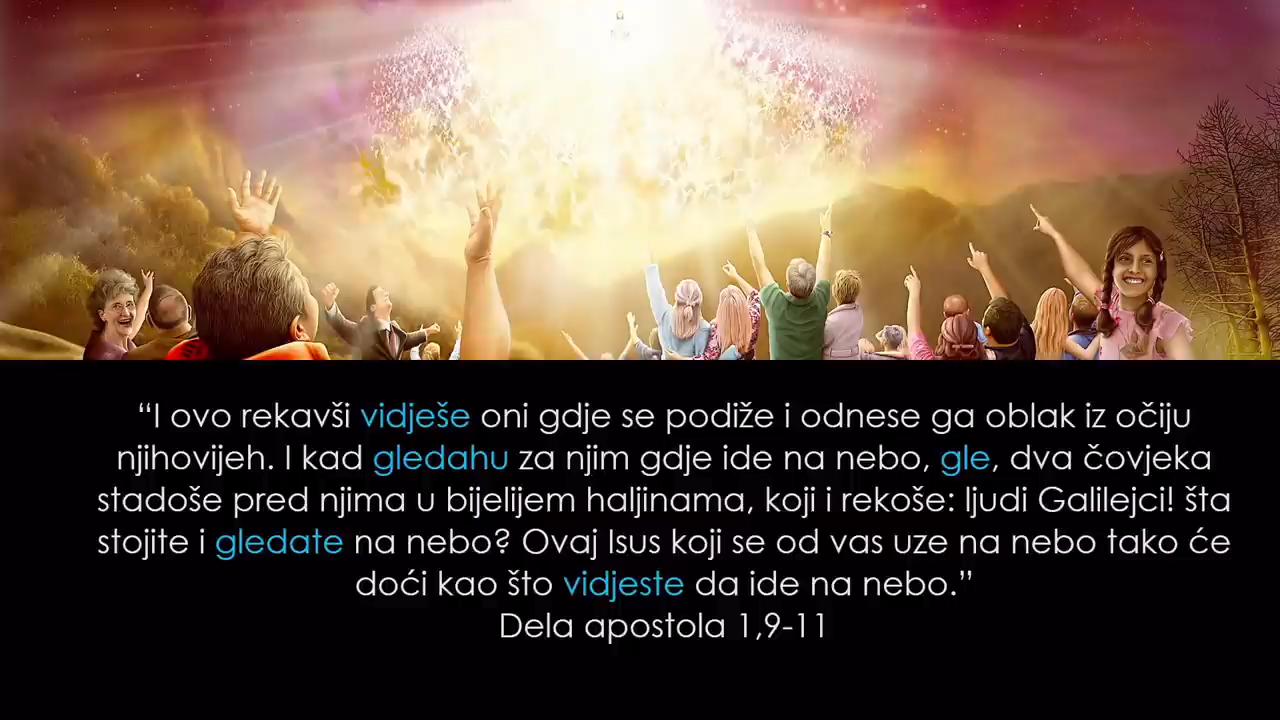 “I ovo rekavši vidješe oni gdje se podiže i odnese ga oblak iz očiju
njihovijeh. I kad gledahu za njim gdje ide na nebo, gle, dva čovjeka
stadoše pred njima u bijelijem haljinama, koji i rekoše: ljudi Galilejci! šta
stojite i gledate na nebo? Ovaj Isus koji se od vas uze na nebo tako će
doći kao što vidjeste da ide na nebo.”
Dela apostola 1,9-11